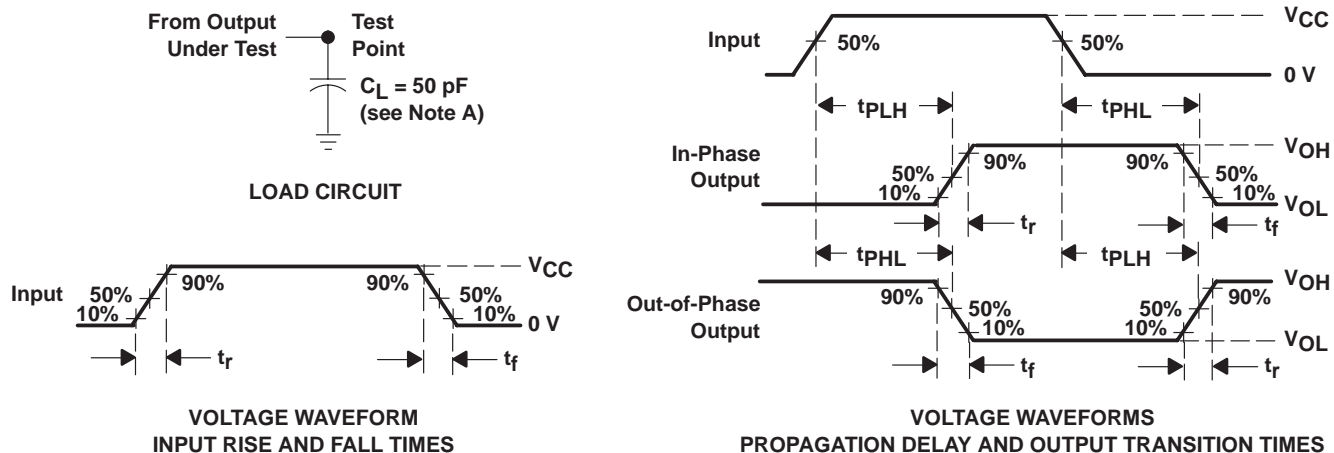 From Output
Under Test
Test
Point
CL = 50 pF
(see Note A)
LOAD CIRCUIT
Input
50%
10%
90%
90%
50%
10%
VCC
0 V
tr
tf
VOLTAGE WAVEFORM
INPUT RISE AND FALL TIMES
Input
50%
50%
VCC
0 V
tPLH
tPHL
In-Phase
Output
50%
10%
90%
90%
50%
10%
VOH
VOL
tr
tf
tPHL
tPLH
Out-of-Phase
Output
90%
50%
10%
50%
10%
90%
VOH
VOL
tf
tr
VOLTAGE WAVEFORMS
PROPAGATION DELAY AND OUTPUT TRANSITION TIMES